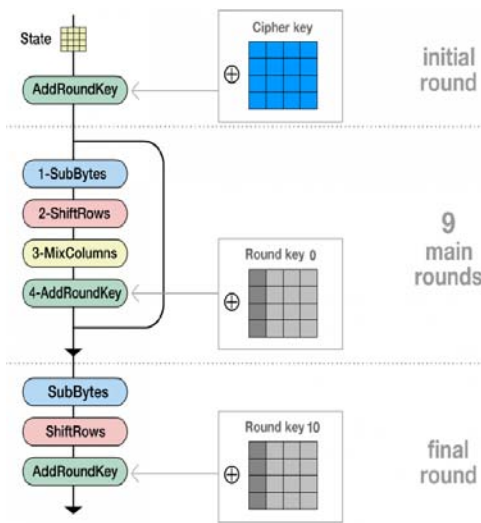 State
Cipher key
AddRoundKey
⊕
initial
round
1-SubBytes
2-ShiftRows
3-MixColumns
4-AddRoundKey
Round key 0
⊕
9
main
rounds
SubBytes
ShiftRows
AddRoundKey
Round key 10
⊕
final
round